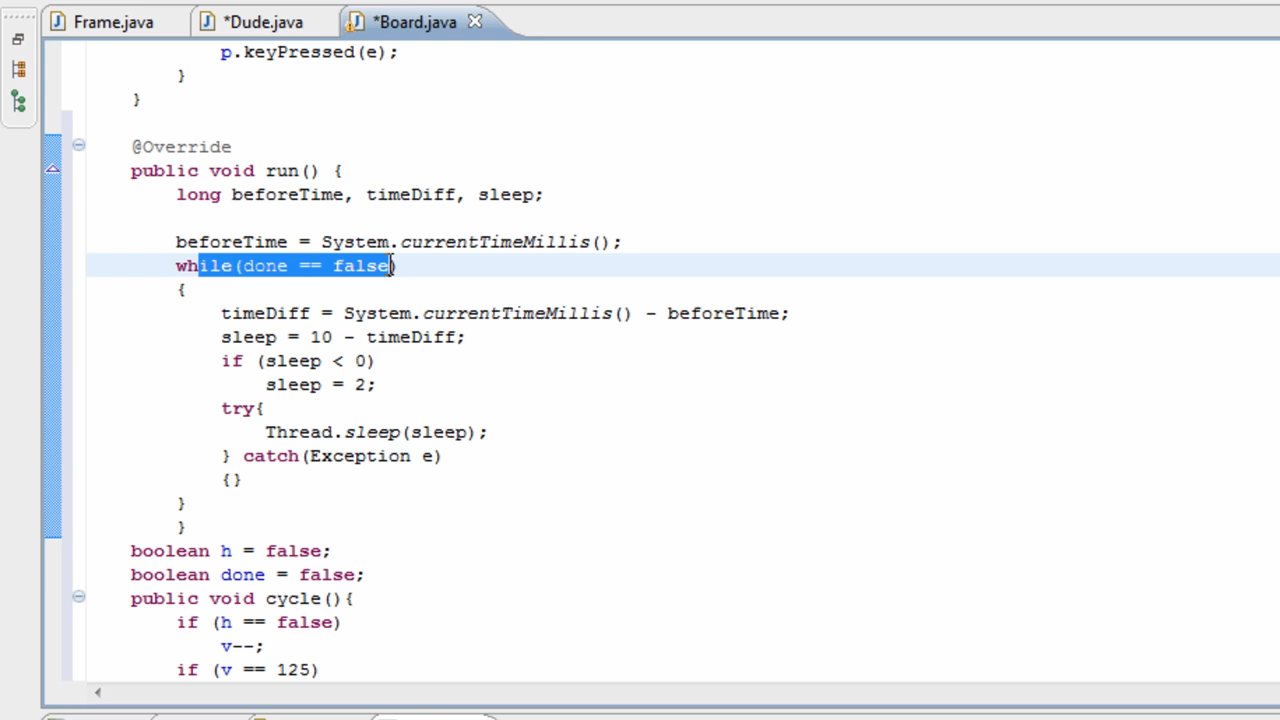 Frame.java *Dude.java *Board.java
p.keyPressed(e);
}
}
@Override
public void run() {
long beforeTime, timeDiff, sleep;
beforeTime = System.currentTimeMillis();
while(done == false)
{
timeDiff = System.currentTimeMillis() - beforeTime;
sleep = 10 - timeDiff;
if (sleep < 0)
sleep = 2;
try{
Thread.sleep(sleep);
} catch(Exception e)
{}
}
}
boolean h = false;
boolean done = false;
public void cycle(){
if (h == false)
v--;
if (v == 125)